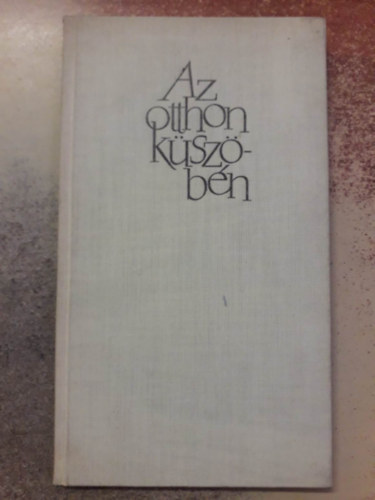 Az
otthon
küszö-
bén